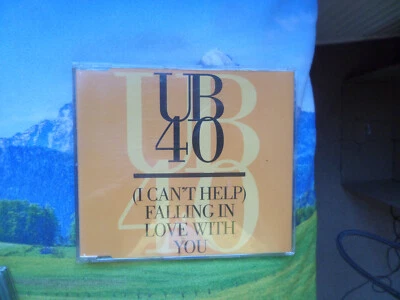 UB
40
(I CAN'T HELP)
FALLING IN
LOVE WITH
YOU